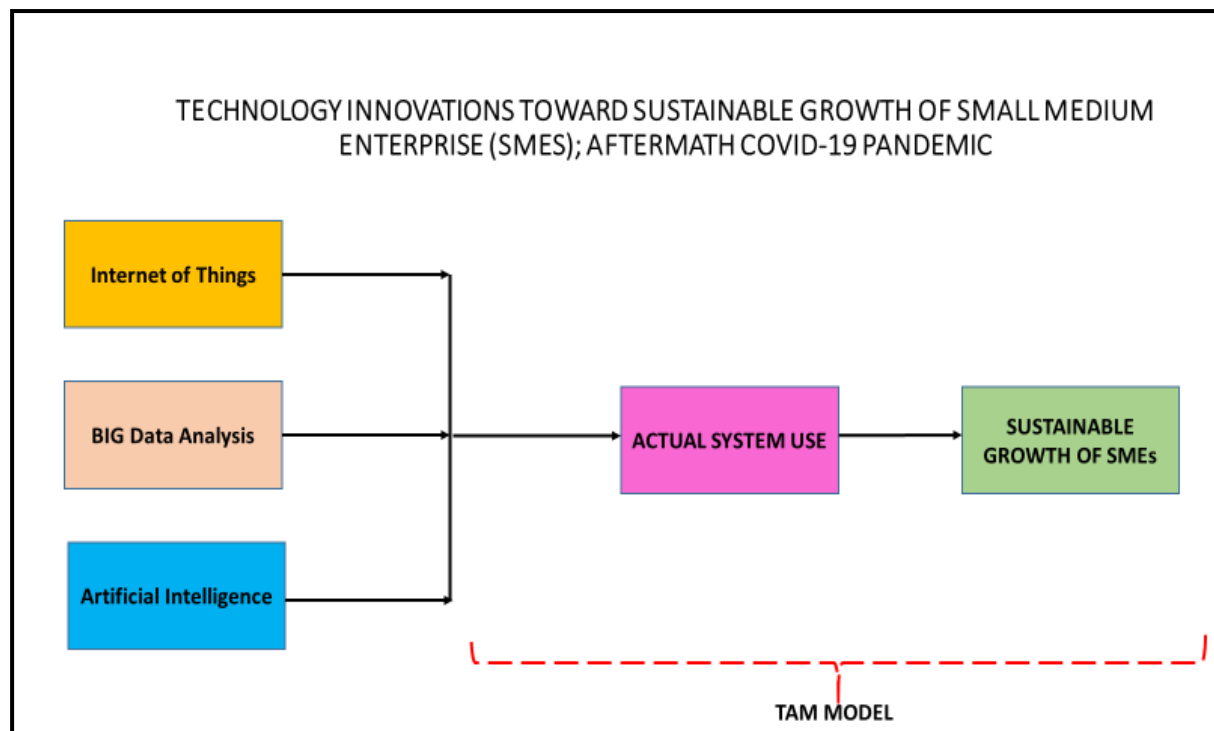 TECHNOLOGY INNOVATIONS TOWARD SUSTAINABLE GROWTH OF SMALL MEDIUM
ENTERPRISE (SMES); AFTERMATH COVID-19 PANDEMIC
Internet of Things
BIG Data Analysis
Artificial Intelligence
ACTUAL SYSTEM USE
SUSTAINABLE
GROWTH OF SMEs
TAM MODEL